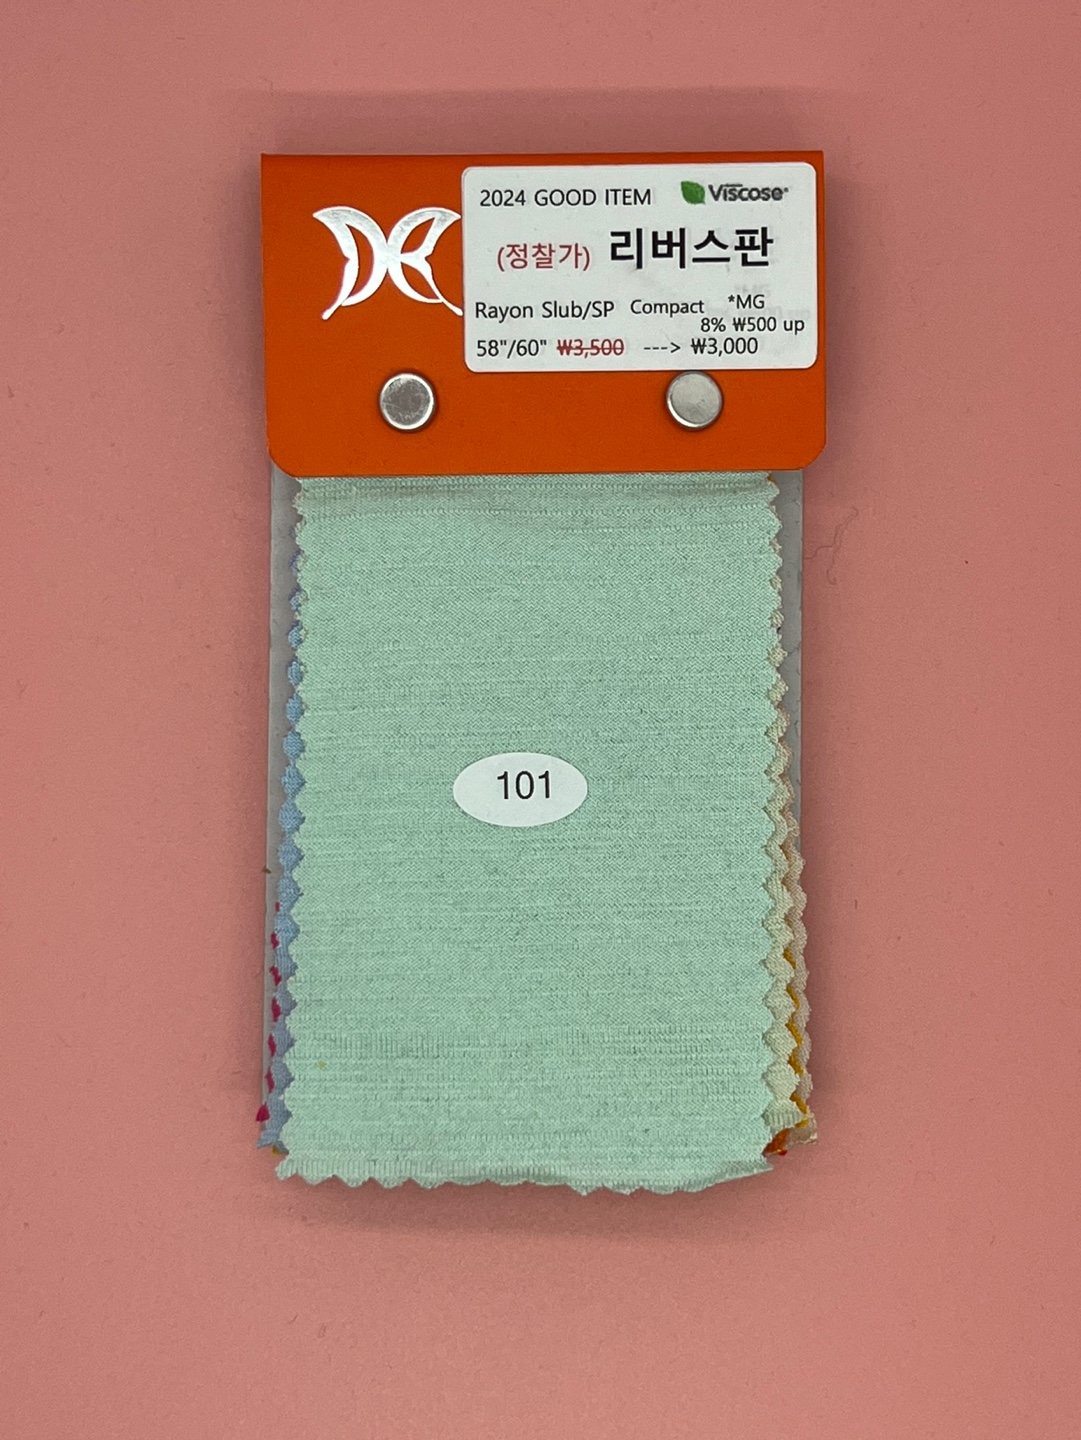 2024 GOOD ITEM Viscose
(정찰가) 리버스판
Rayon Slub/SP Compact *MG
8% ₩500 up
58"/60" ₩3,500 ---> ₩3,000
101